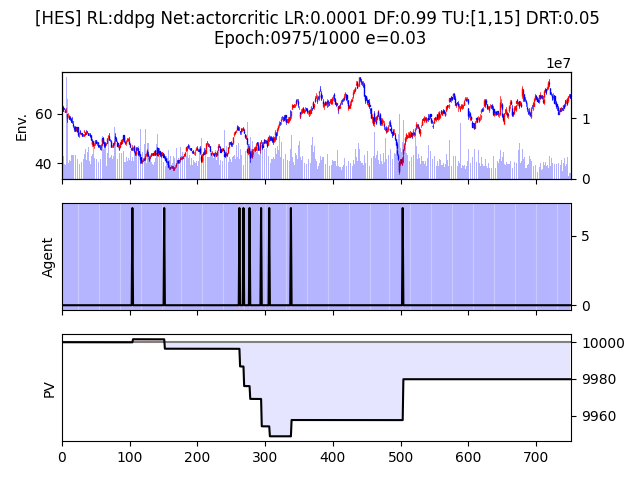 [HES] RL:ddpg Net:actorcritic LR:0.0001 DF:0.99 TU:[1,15] DRT:0.05
Epoch:0975/1000 e=0.03
1e7
Env.
60
40
1
0
Agent
5
0
PV
10000
9980
9960
0 100 200 300 400 500 600 700